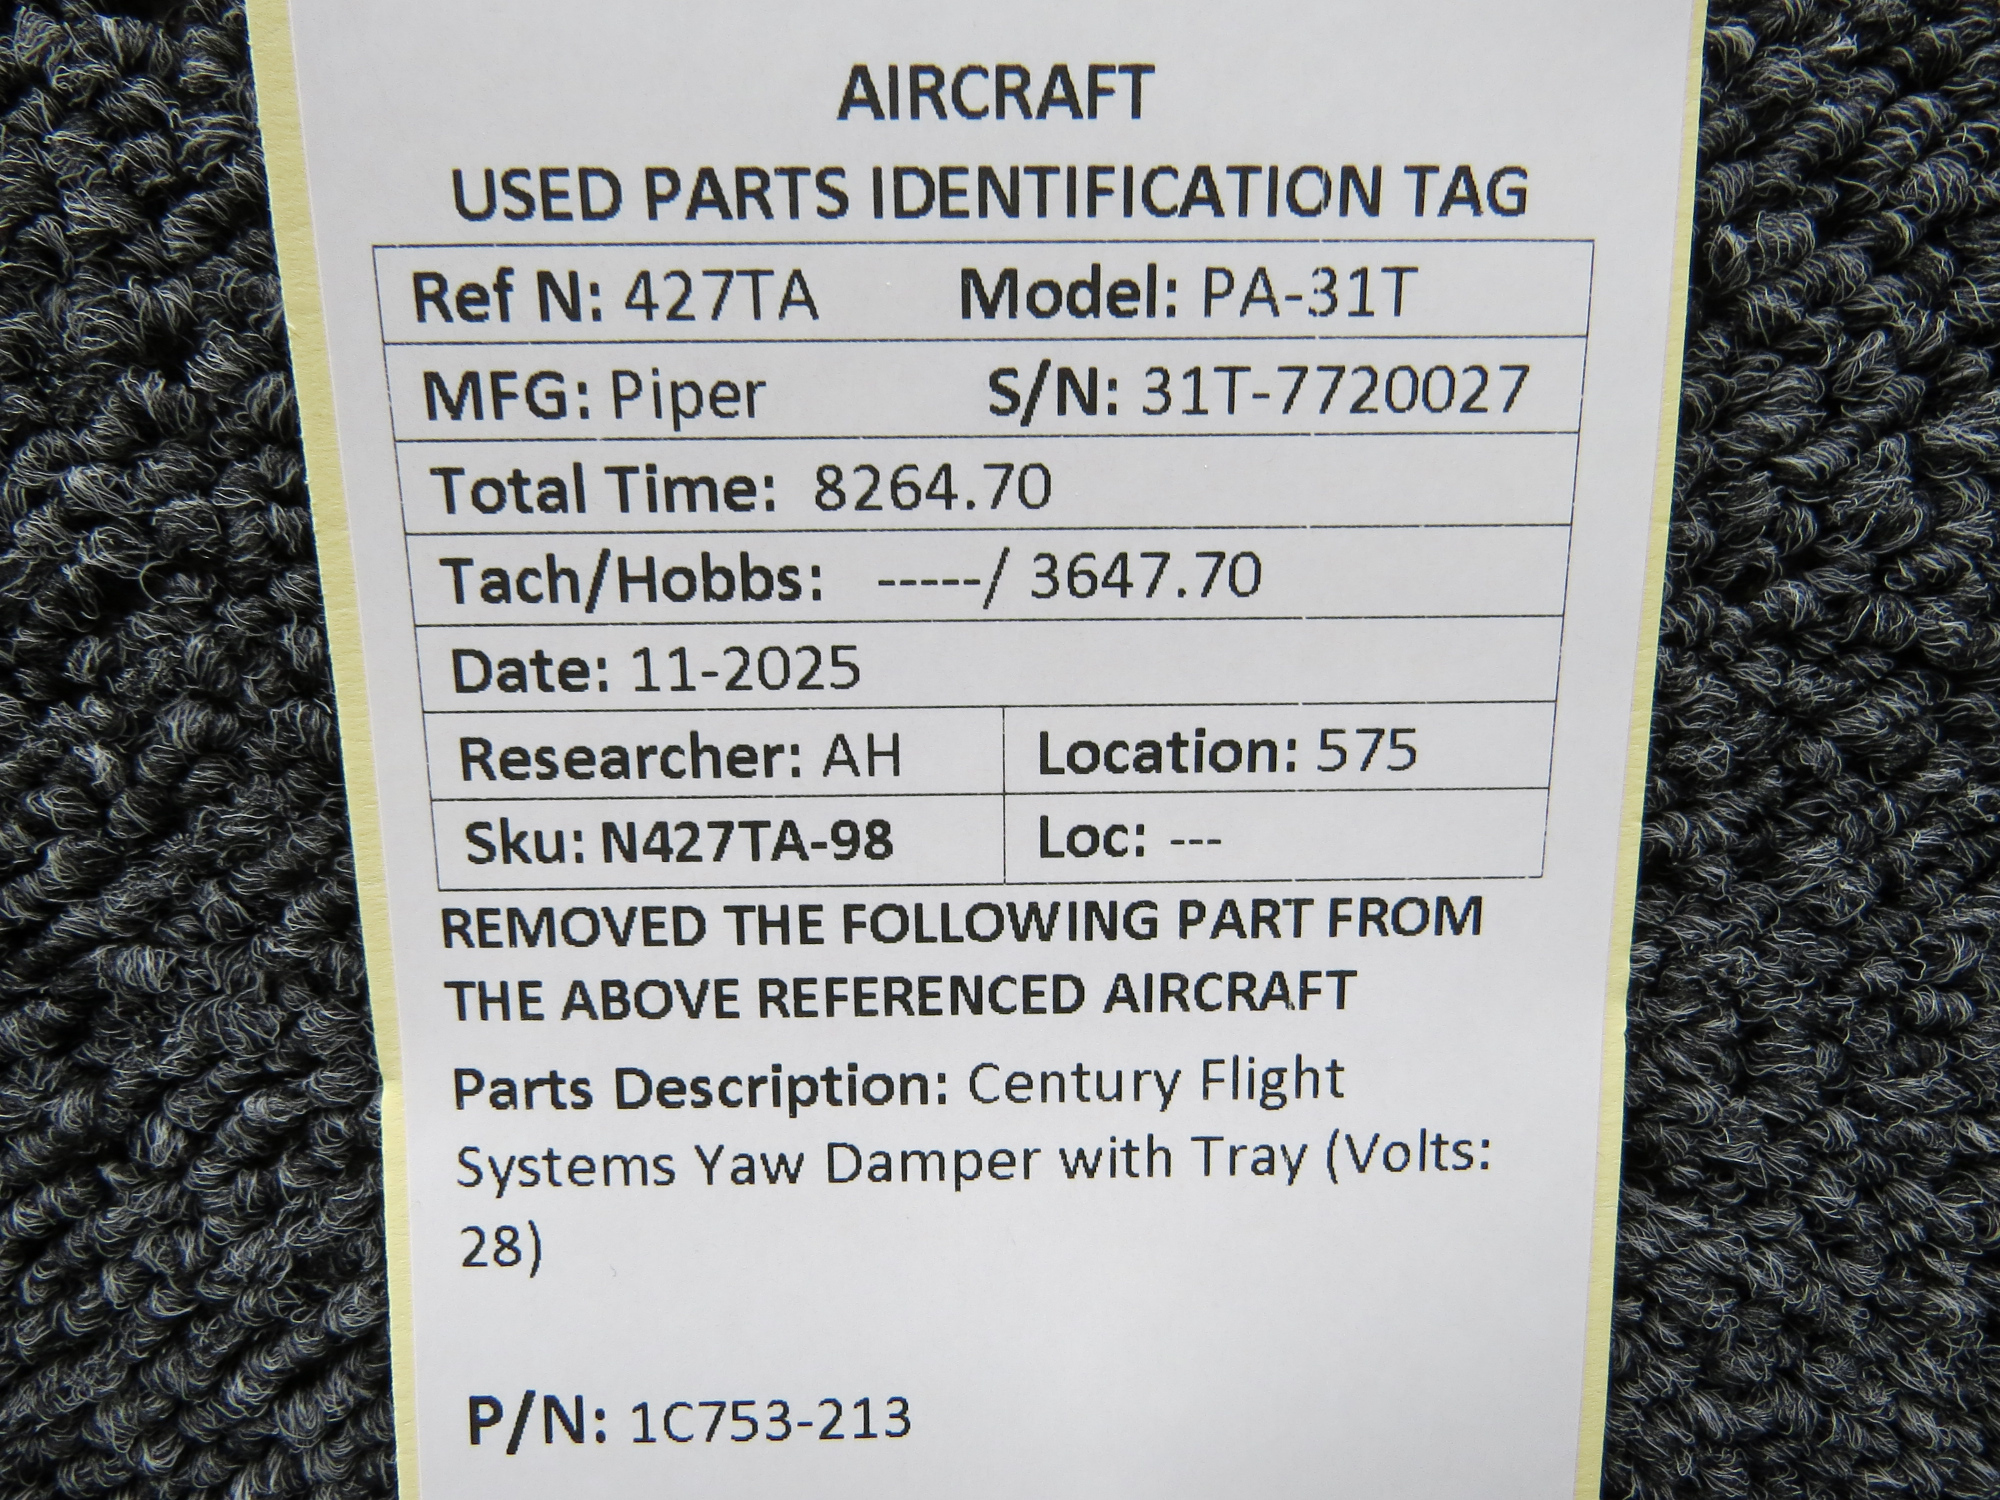 AIRCRAFT
USED PARTS IDENTIFICATION TAG
Ref N: 427TA Model: PA-31T
MFG: Piper S/N: 31T-7720027
Total Time: 8264.70
Tach/Hobbs: -----/ 3647.70
Date: 11-2025
Researcher: AH Location: 575
Sku: N427TA-98 Loc: ---
REMOVED THE FOLLOWING PART FROM
THE ABOVE REFERENCED AIRCRAFT
Parts Description: Century Flight
Systems Yaw Damper with Tray (Volts:
28)
P/N: 1C753-213